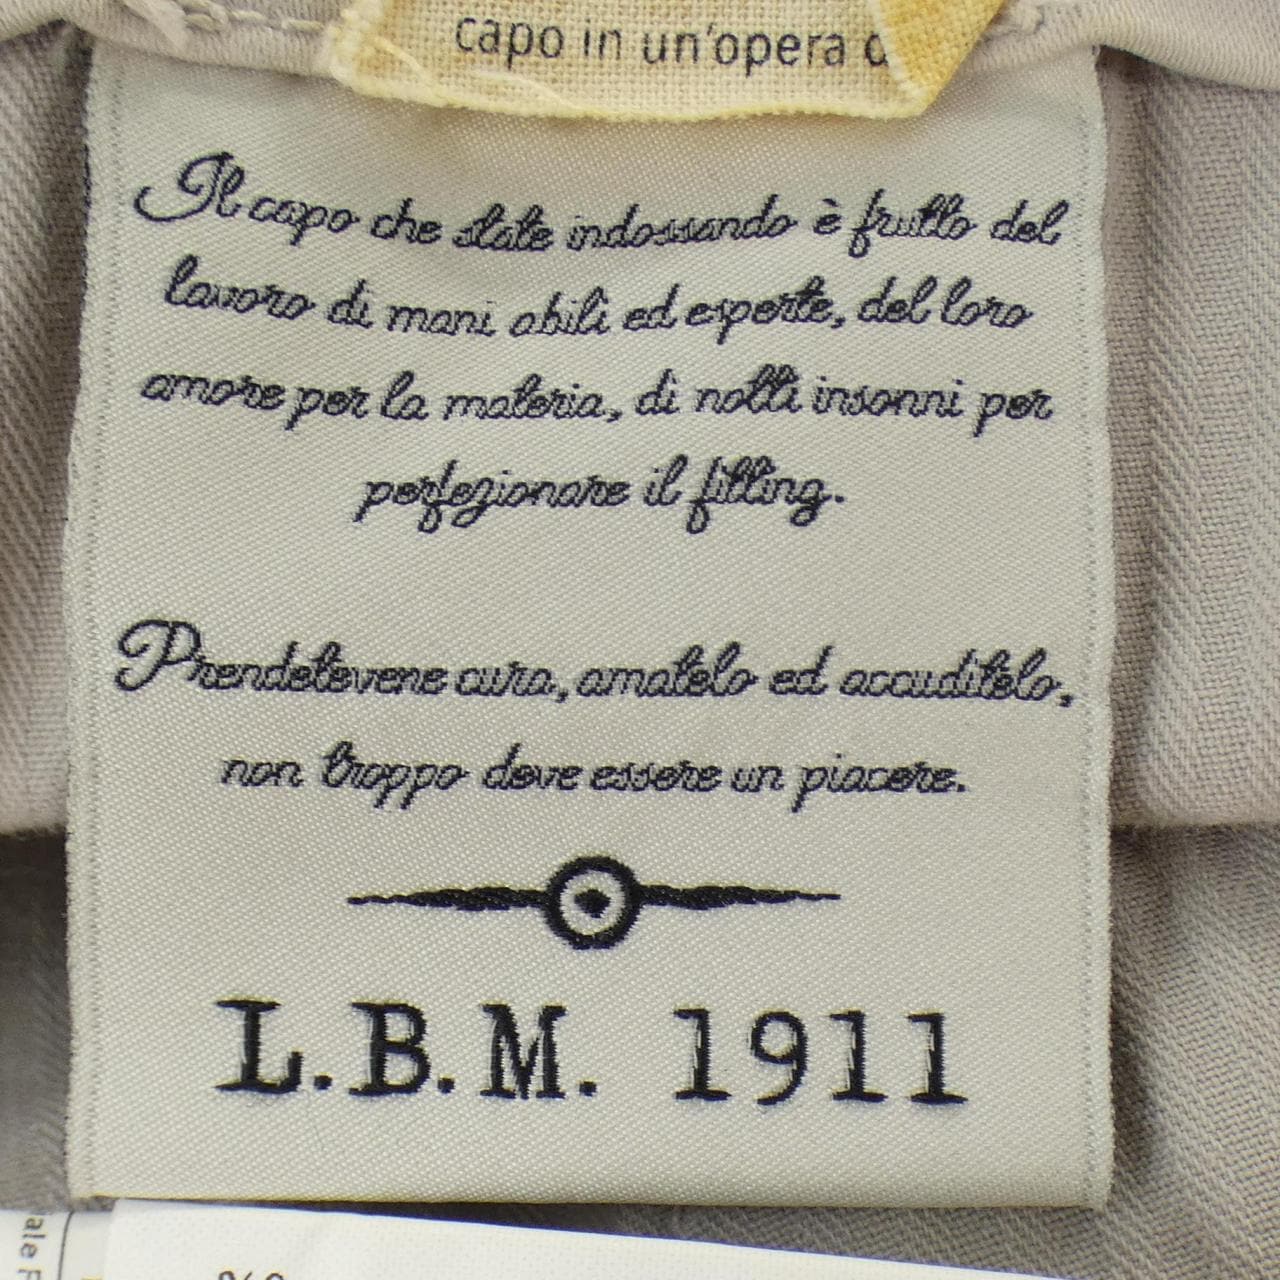 capo in un'opera d
Il capo che state indossando è frutto del
lavoro di mani abili ed esperte, del loro
amore per la materia, di notti insonni per
perfezionare il fitting.
Prendetevene cura, amatelo ed accuditelo,
non troppo deve essere un piacere.
L.B.M. 1911